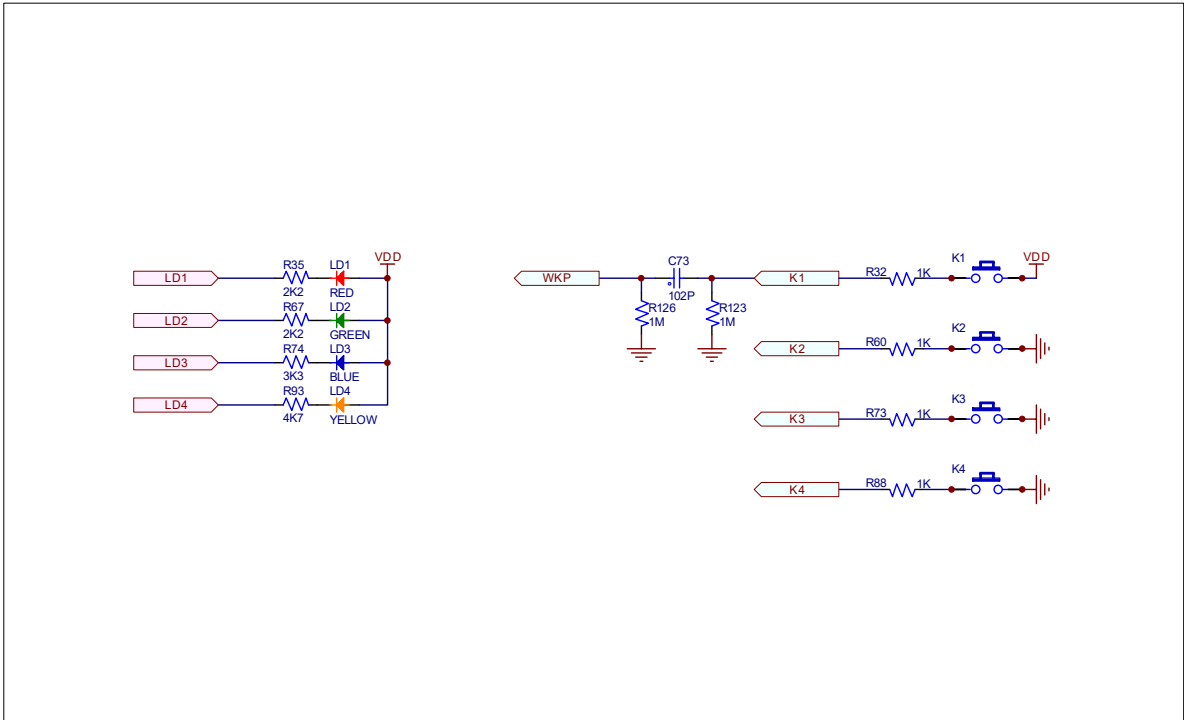 VDD
R35 LD1
LD1
2K2 RED
R67 LD2
LD2
2K2 GREEN
R74 LD3
LD3
3K3 BLUE
R93 LD4
LD4
4K7 YELLOW
C73
WKP
102P
R126
1M
R123
1M
K1 VDD
K1 R32 1K
K2
K2 R60 1K
K3
K3 R73 1K
K4
K4 R88 1K